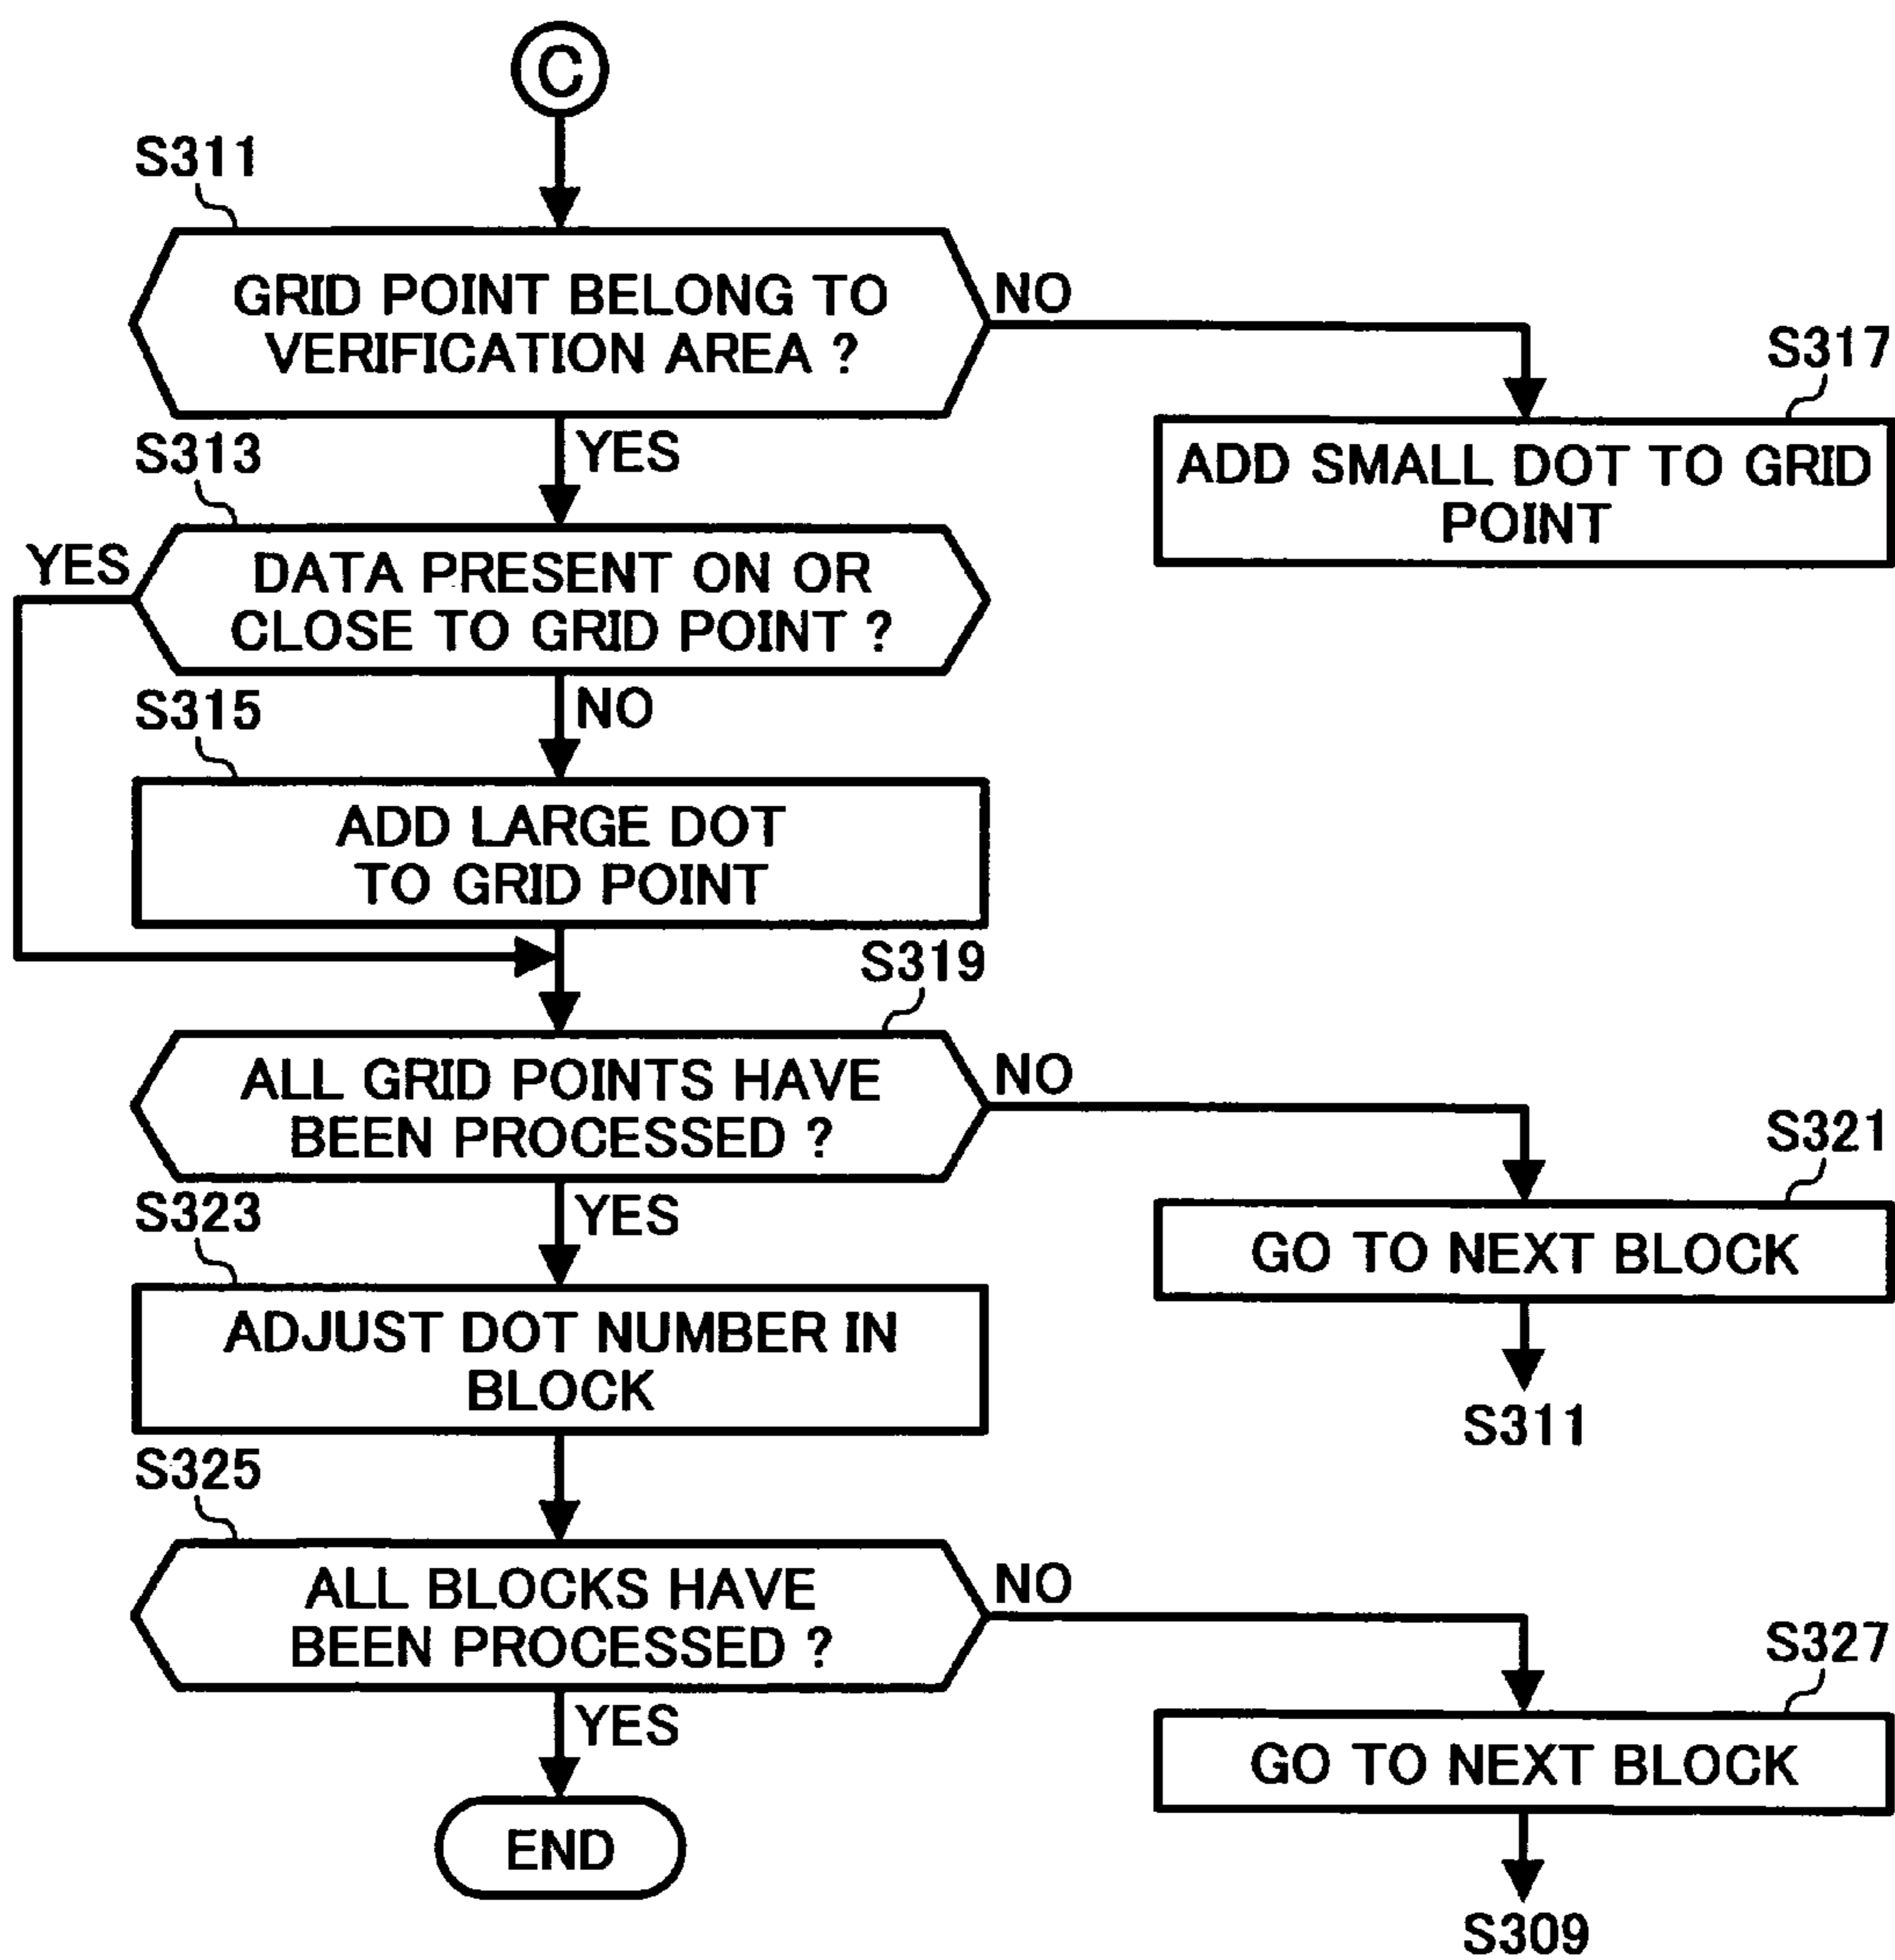 C
S311
GRID POINT BELONG TO
VERIFICATION AREA ?
NO
S317
ADD SMALL DOT TO GRID
POINT
YES
S313
YES
DATA PRESENT ON OR
CLOSE TO GRID POINT ?
NO
S315
ADD LARGE DOT
TO GRID POINT
S319
ALL GRID POINTS HAVE
BEEN PROCESSED ?
NO
S321
GO TO NEXT BLOCK
S311
YES
S323
ADJUST DOT NUMBER IN
BLOCK
S325
ALL BLOCKS HAVE
BEEN PROCESSED ?
NO
S327
GO TO NEXT BLOCK
S309
YES
END